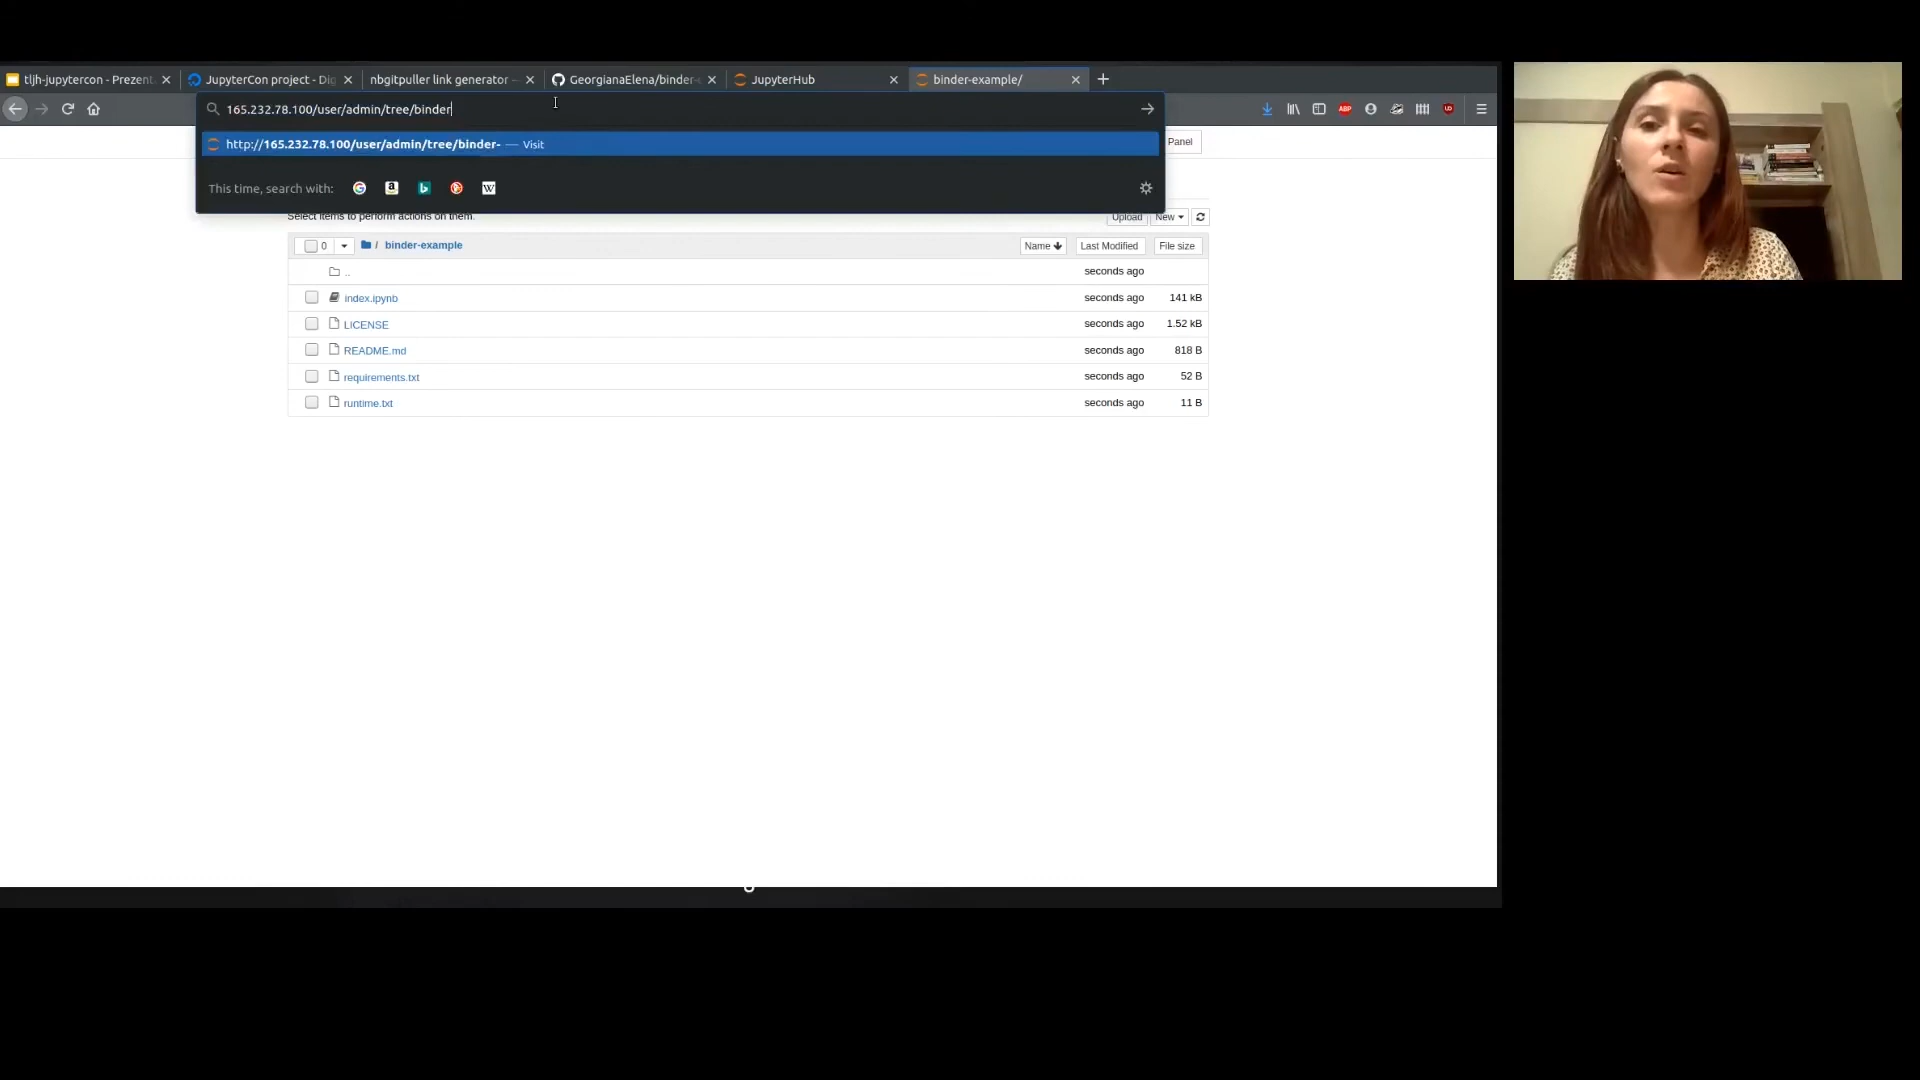 tljh-jupytercon - Prezent
JupyterCon project - Dig
nbgitpuller link generator -
GeorgianaElena/binder-
JupyterHub
binder-example/
165.232.78.100/user/admin/tree/binder
ABP
http://165.232.78.100/user/admin/tree/binder- — Visit
Panel
This time, search with:
Select items to perform actions on them.
Upload New
0 / binder-example Name Last Modified File size
.. seconds ago
index.ipynb seconds ago 141 kB
LICENSE seconds ago 1.52 kB
README.md seconds ago 818 B
requirements.txt seconds ago 52 B
runtime.txt seconds ago 11 B